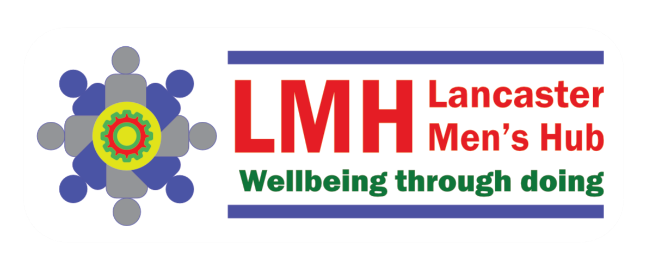 LMH
Lancaster
Men's Hub
Wellbeing through doing